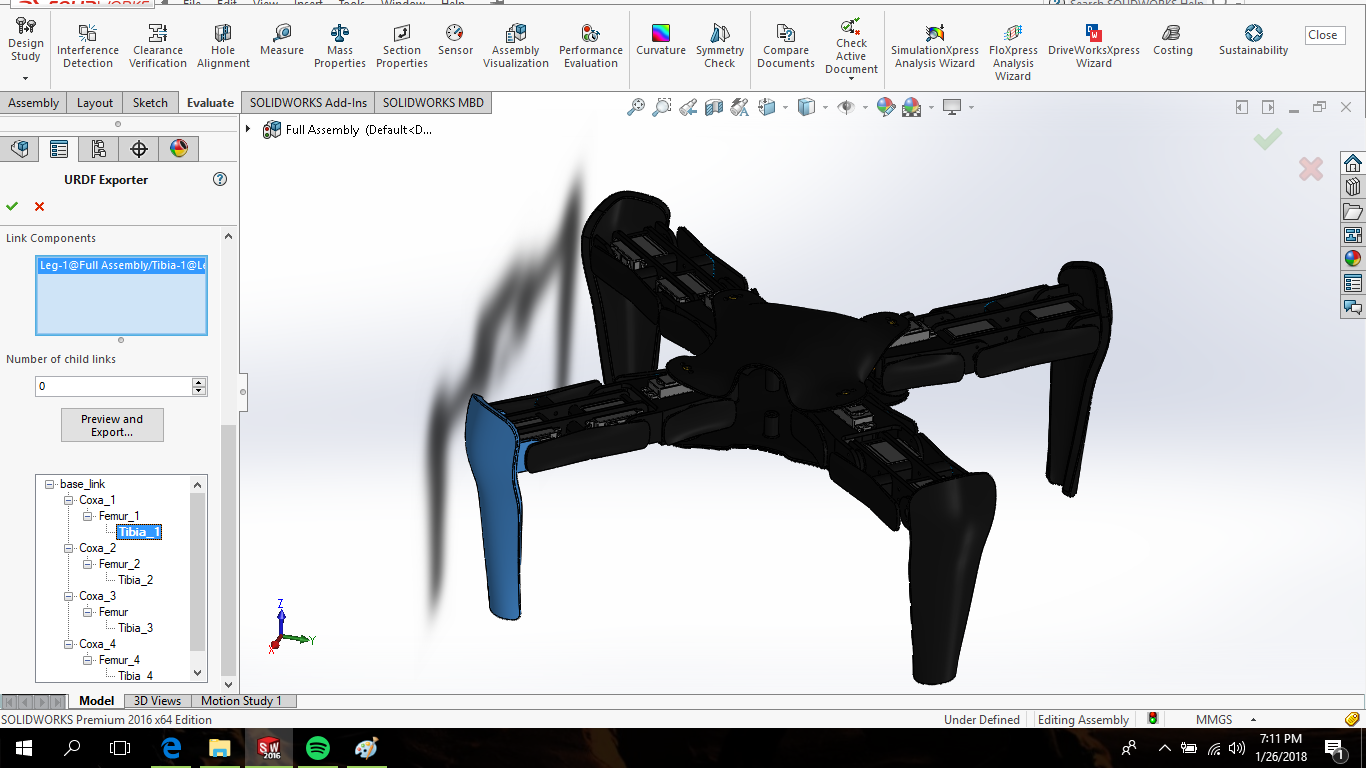 File Edit View Insert Tools Window Help
Search SOLIDWORKS Help
Design Study
Interference Detection
Clearance Verification
Hole Alignment
Measure
Mass Properties
Section Properties
Sensor
Assembly Visualization
Performance Evaluation
Curvature
Symmetry Check
Compare Documents
Check Active Document
SimulationXpress Analysis Wizard
FloXpress Analysis Wizard
DriveWorksXpress Wizard
Costing
Sustainability
Close
Assembly Layout Sketch Evaluate SOLIDWORKS Add-Ins SOLIDWORKS MBD
Full Assembly (Default<D...
URDF Exporter
Link Components
Leg-1@Full Assembly/Tibia-1@Le
Number of child links
0
Preview and
Export...
base_link
Coxa_1
Femur_1
Tibia_1
Coxa_2
Femur_2
Tibia_2
Coxa_3
Femur
Tibia_3
Coxa_4
Femur_4
Tibia_4
Z
Y
X
Model 3D Views Motion Study 1
SOLIDWORKS Premium 2016 x64 Edition Under Defined Editing Assembly MMGS
SW
2016
7:11 PM
1/26/2018
1